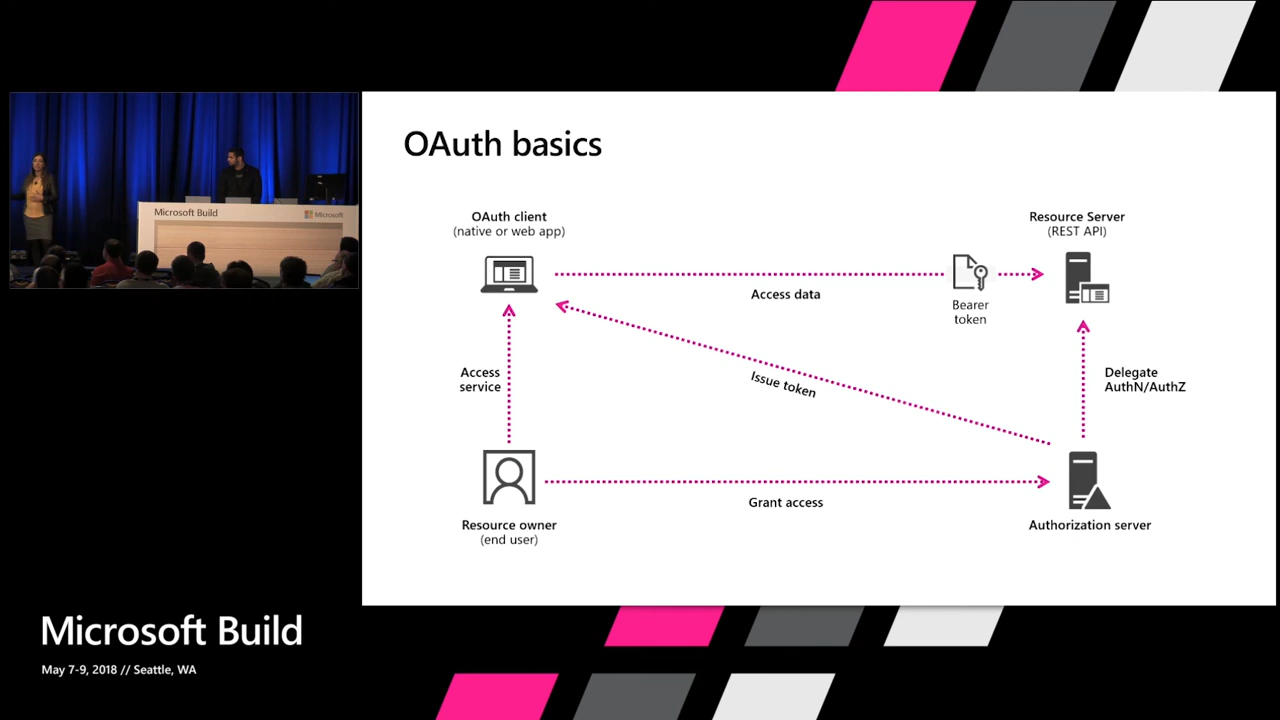 OAuth basics
OAuth client
(native or web app)
Resource Server
(REST API)
Access data
Bearer
token
Access
service
Issue token
Delegate
AuthN/AuthZ
Grant access
Resource owner
(end user)
Authorization server
Microsoft Build
Microsoft
Microsoft Build
May 7-9, 2018 // Seattle, WA